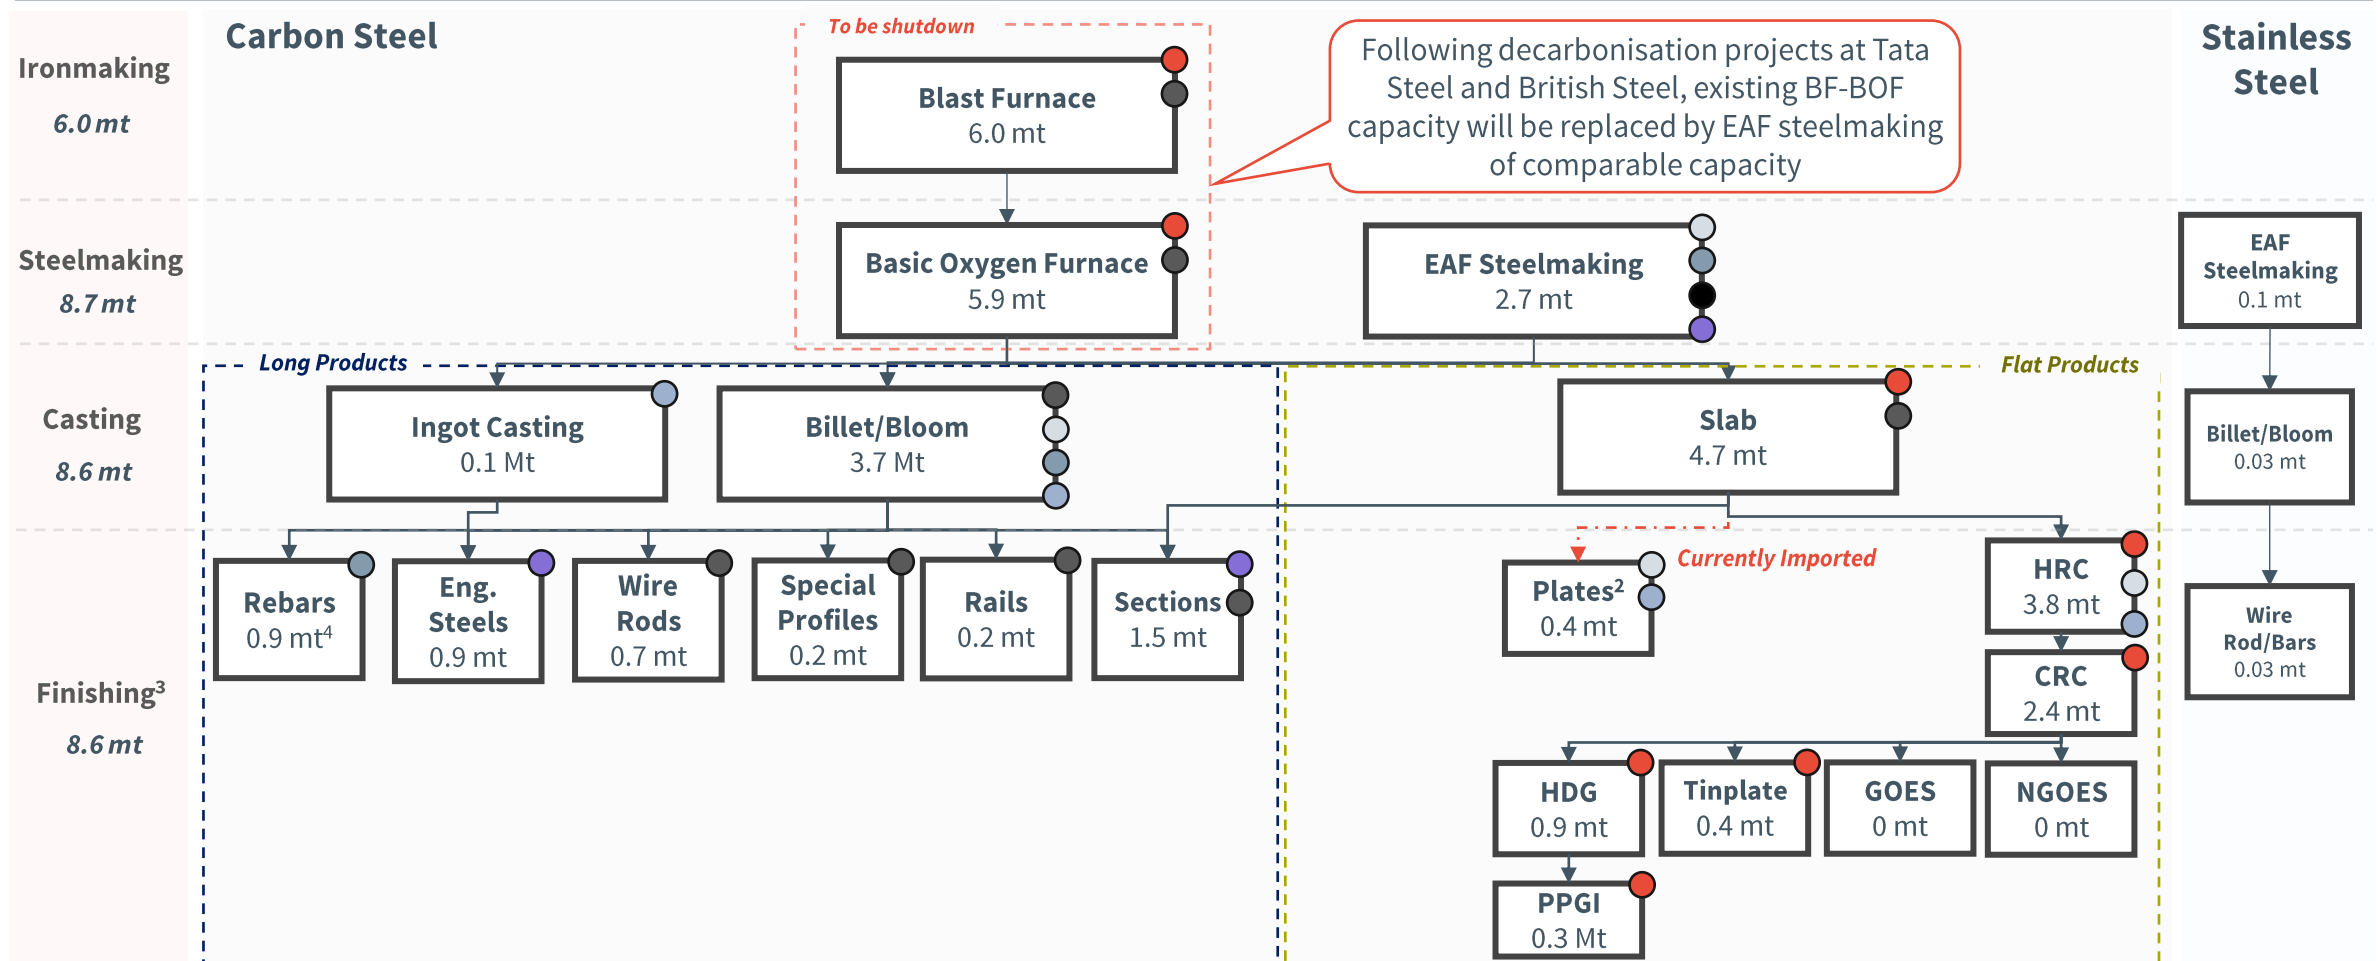 To be shutdown
Carbon Steel
Stainless
Steel
Ironmaking
6.0 mt
Blast Furnace
6.0 mt
Following decarbonisation projects at Tata
Steel and British Steel, existing BF-BOF
capacity will be replaced by EAF steelmaking
of comparable capacity
Steelmaking
8.7 mt
Basic Oxygen Furnace
5.9 mt
EAF Steelmaking
2.7 mt
EAF
Steelmaking
0.1 mt
Long Products
Flat Products
Casting
8.6 mt
Ingot Casting
0.1 Mt
Billet/Bloom
3.7 Mt
Slab
4.7 mt
Billet/Bloom
0.03 mt
Finishing³
8.6 mt
Rebars
0.9 mt⁴
Eng.
Steels
0.9 mt
Wire
Rods
0.7 mt
Special
Profiles
0.2 mt
Rails
0.2 mt
Sections
1.5 mt
Currently Imported
Plates²
0.4 mt
HRC
3.8 mt
Wire
Rod/Bars
0.03 mt
CRC
2.4 mt
HDG
0.9 mt
Tinplate
0.4 mt
GOES
0 mt
NGOES
0 mt
PPGI
0.3 Mt